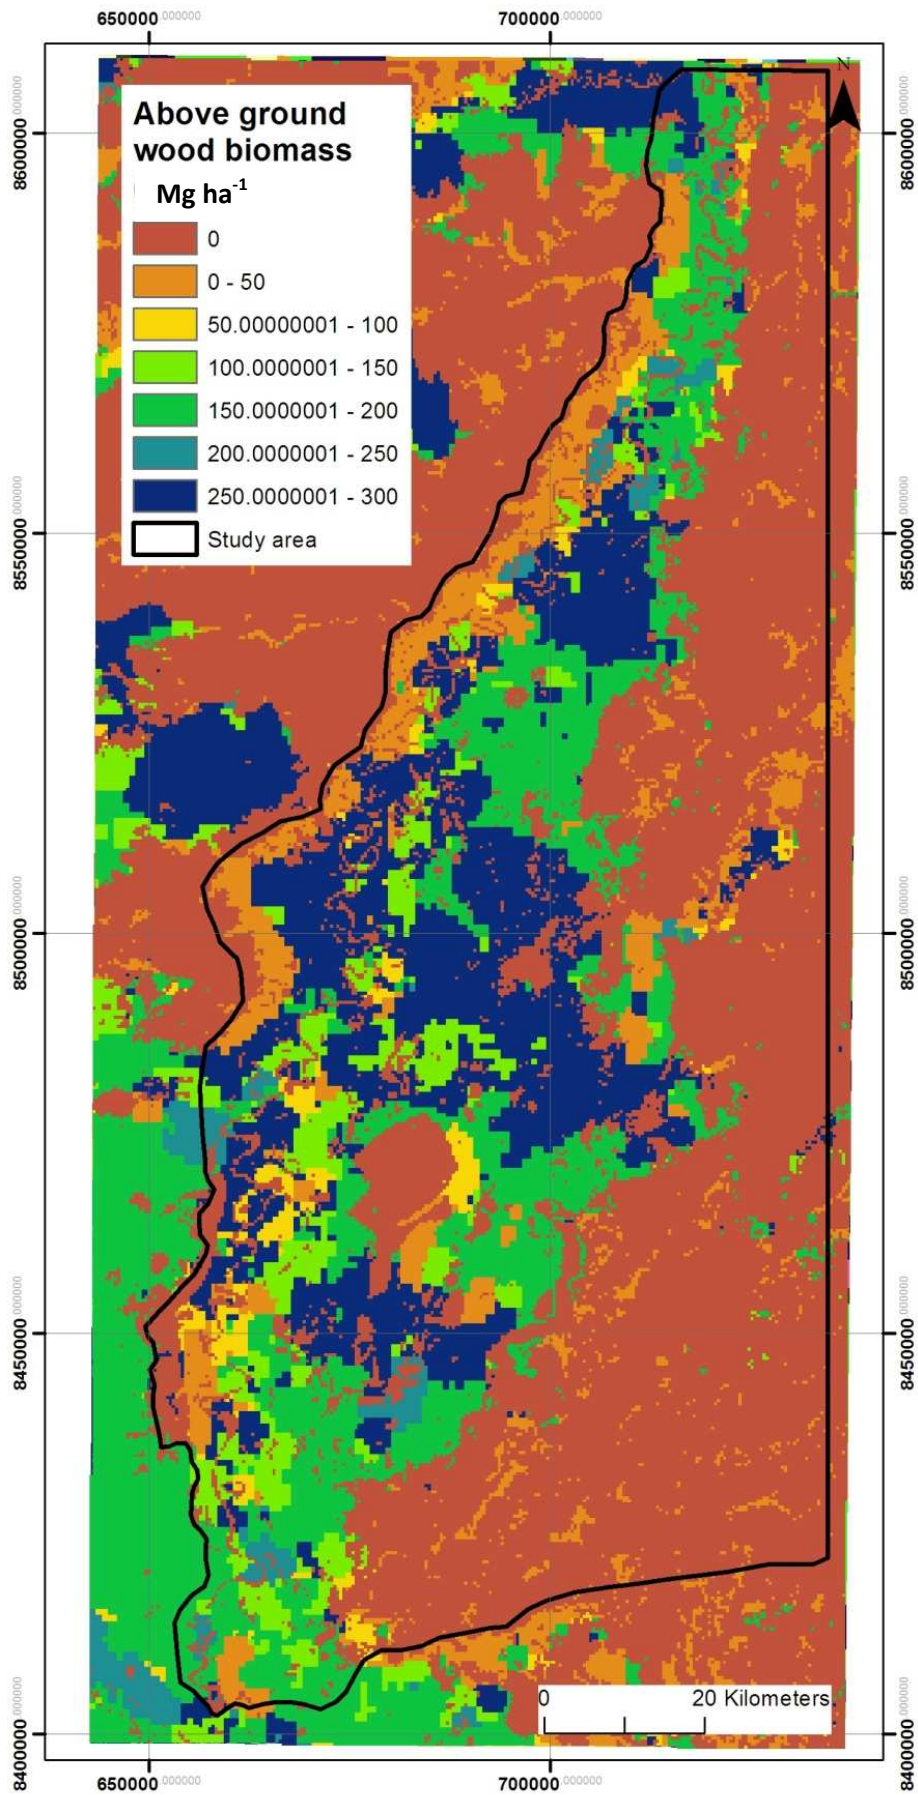 650000.000000 700000.000000
N
Above ground
wood biomass
Mg ha-1
0
0 - 50
50.00000001 - 100
100.0000001 - 150
150.0000001 - 200
200.0000001 - 250
250.0000001 - 300
Study area
8600000.000000 8600000.000000
8550000.000000 8550000.000000
8500000.000000 8500000.000000
8450000.000000 8450000.000000
8400000.000000 8400000.000000
0 20 Kilometers
650000.000000 700000.000000